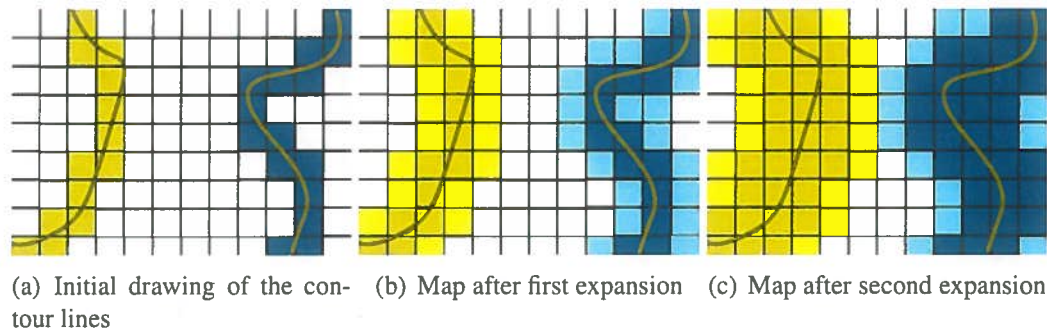 (a) Initial drawing of the con-
tour lines
(b) Map after first expansion
(c) Map after second expansion